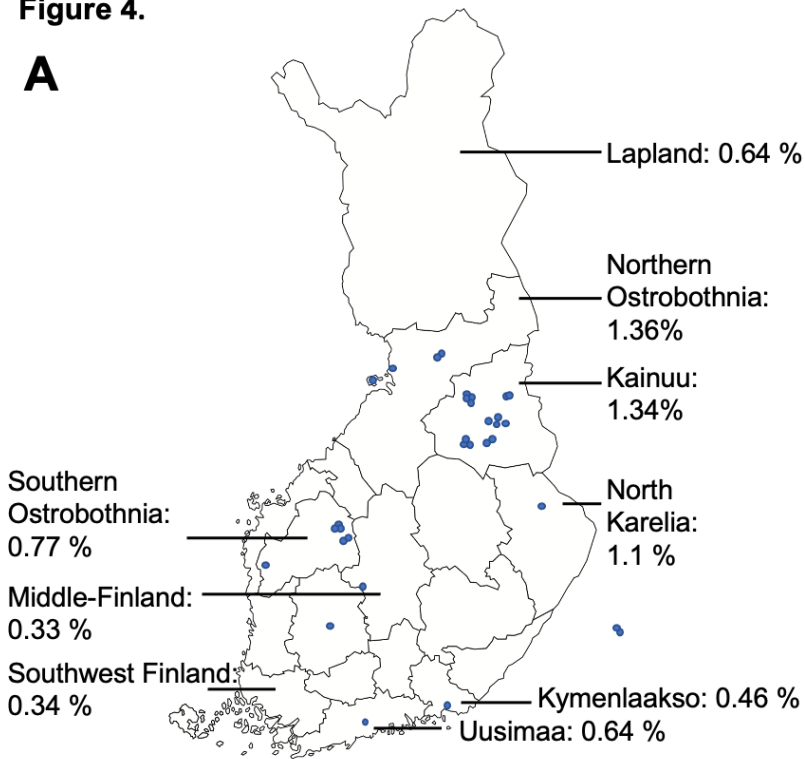 Figure 4.
A
Lapland: 0.64 %
Northern
Ostrobothnia:
1.36%
Kainuu:
1.34%
Southern
Ostrobothnia:
0.77 %
North
Karelia:
1.1 %
Middle-Finland:
0.33 %
Southwest Finland:
0.34 %
Kymenlaakso: 0.46 %
Uusimaa: 0.64 %